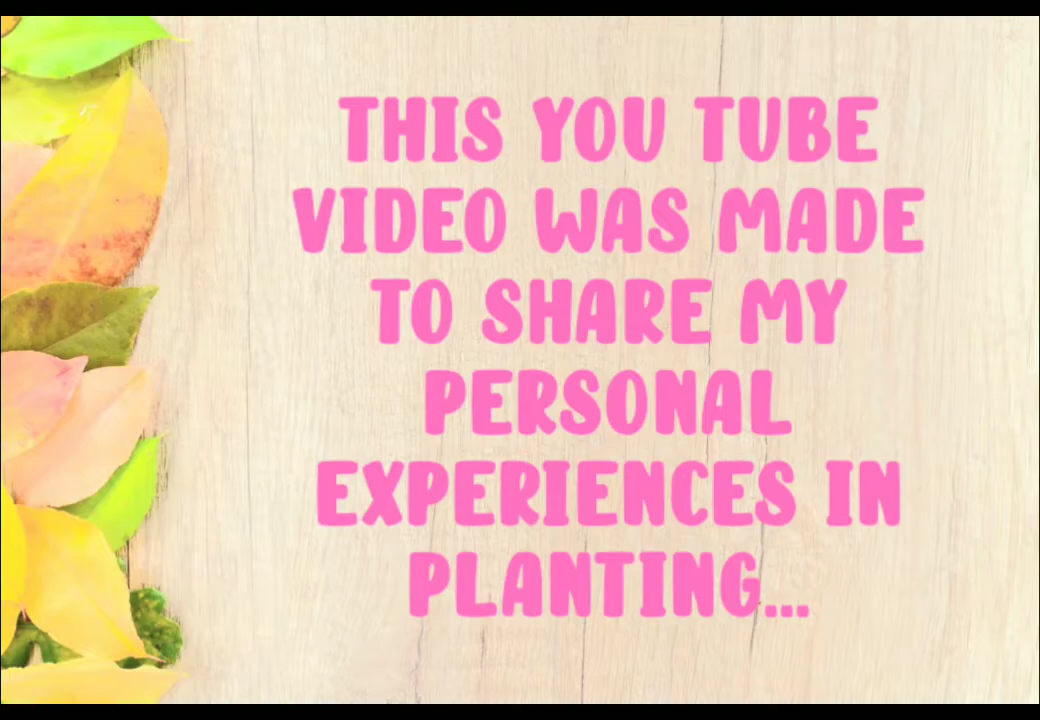 THIS YOU TUBE
VIDEO WAS MADE
TO SHARE MY
PERSONAL
EXPERIENCES IN
PLANTING...